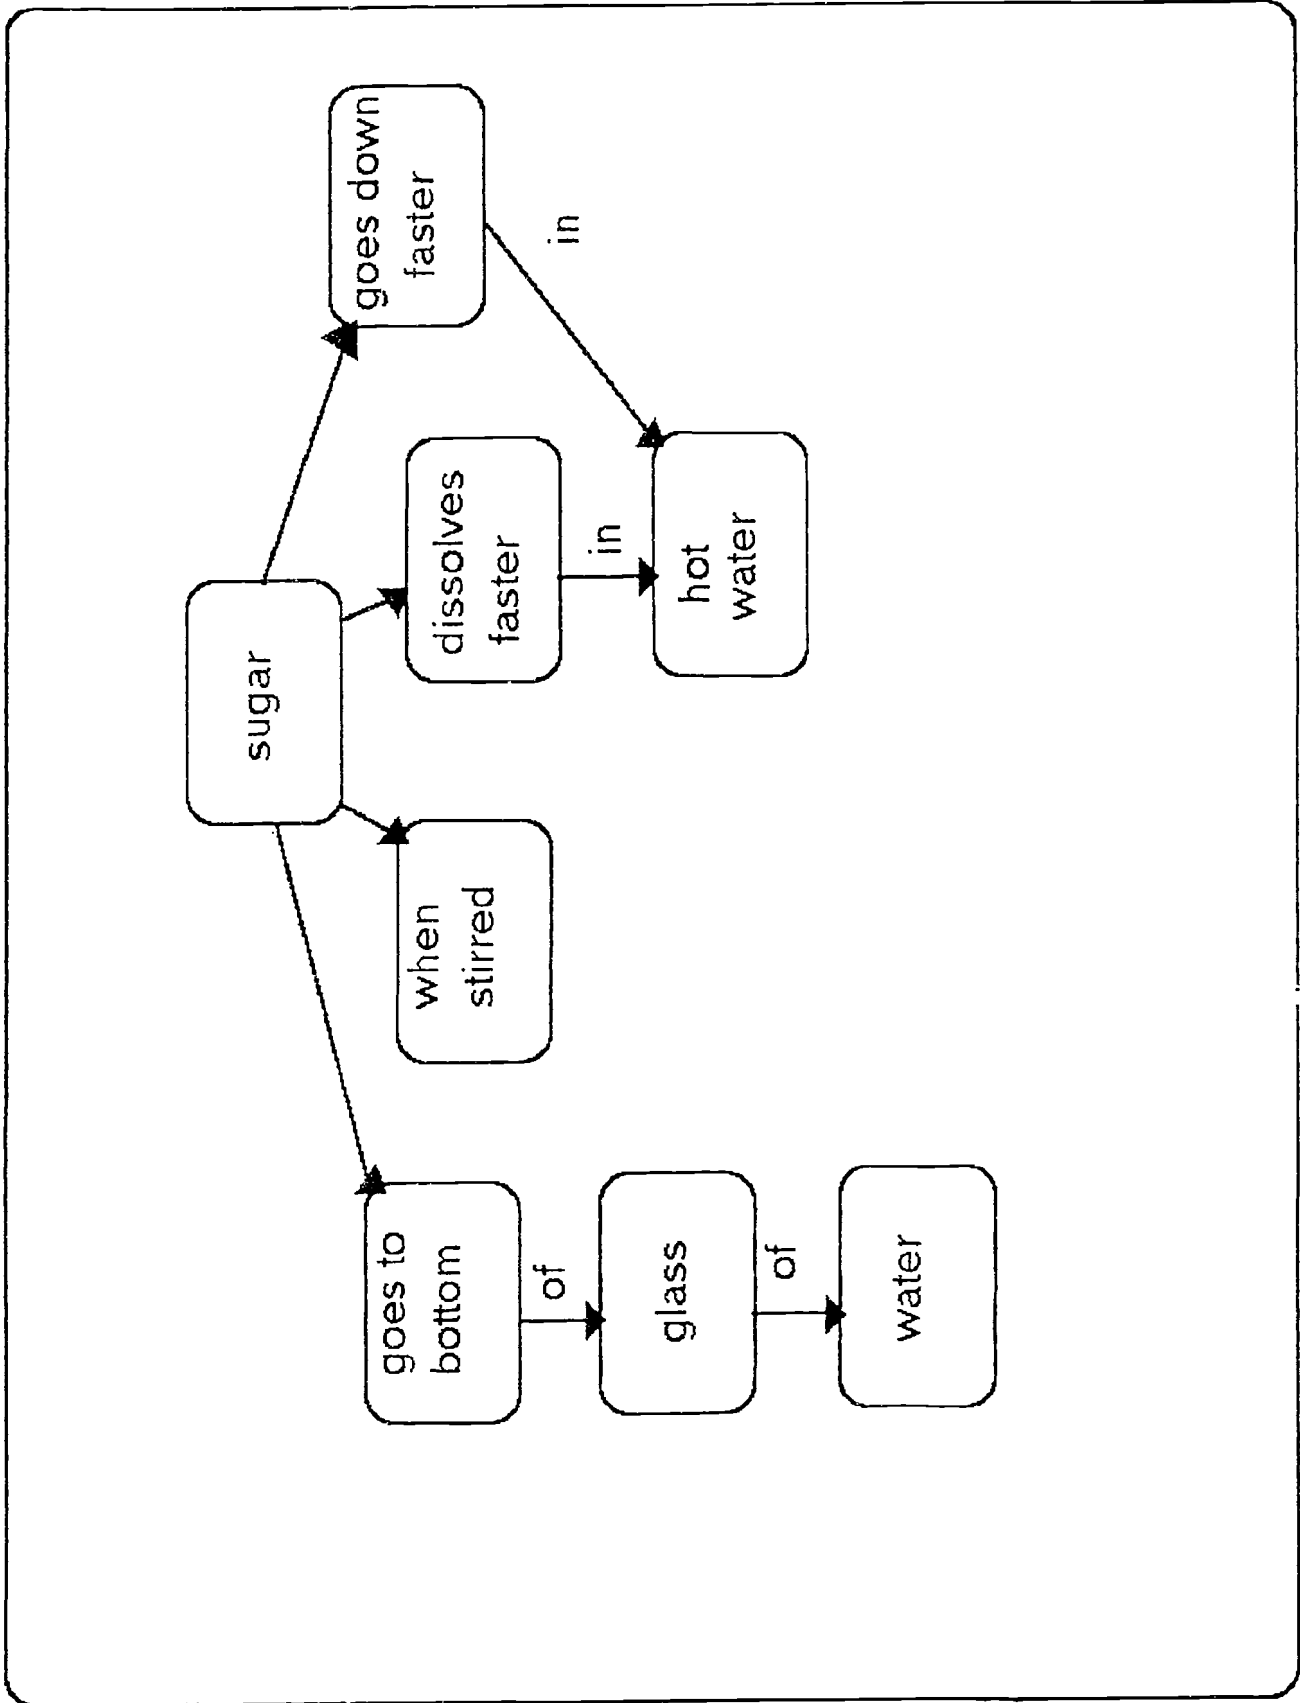 sugar
goes to
bottom
when
stirred
dissolves
faster
goes down
faster
of
in
in
glass
hot
water
of
water